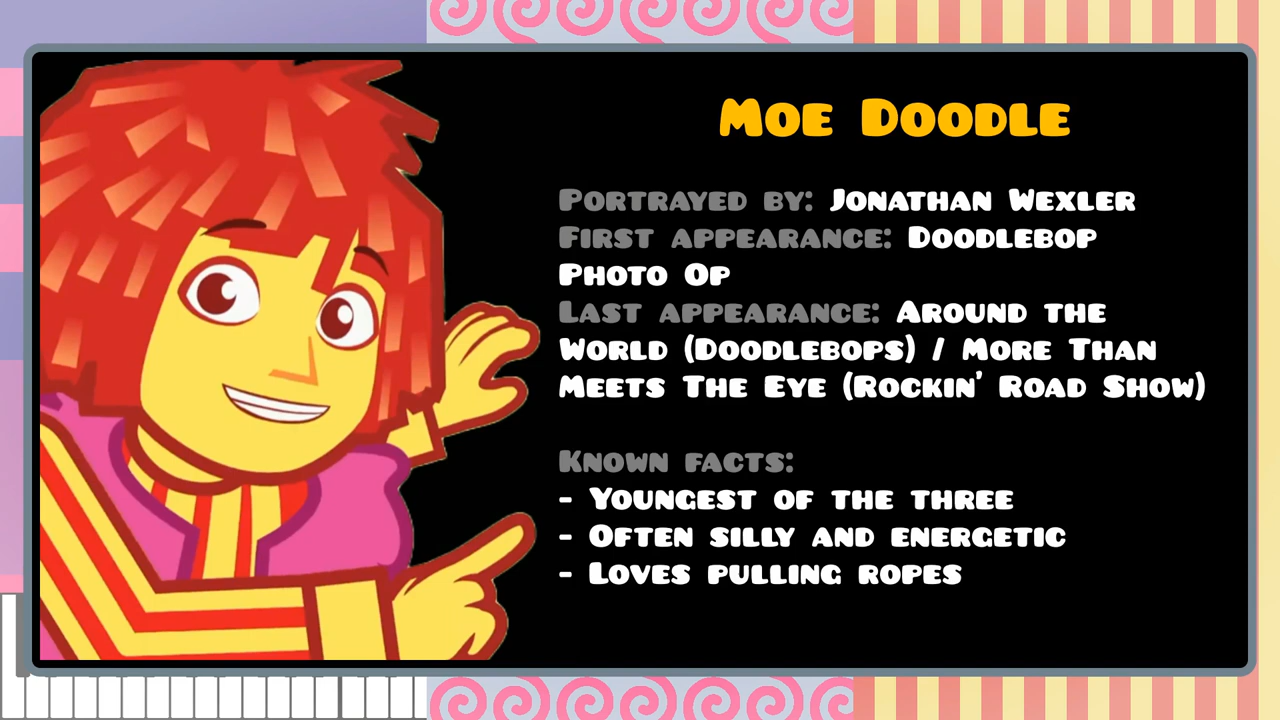 Moe Doodle
Portrayed by: Jonathan Wexler
First appearance: Doodlebop
Photo Op
Last appearance: Around the
World (Doodlebops) / More Than
Meets The Eye (Rockin' Road Show)
Known facts:
- Youngest of the three
- Often silly and energetic
- Loves pulling ropes